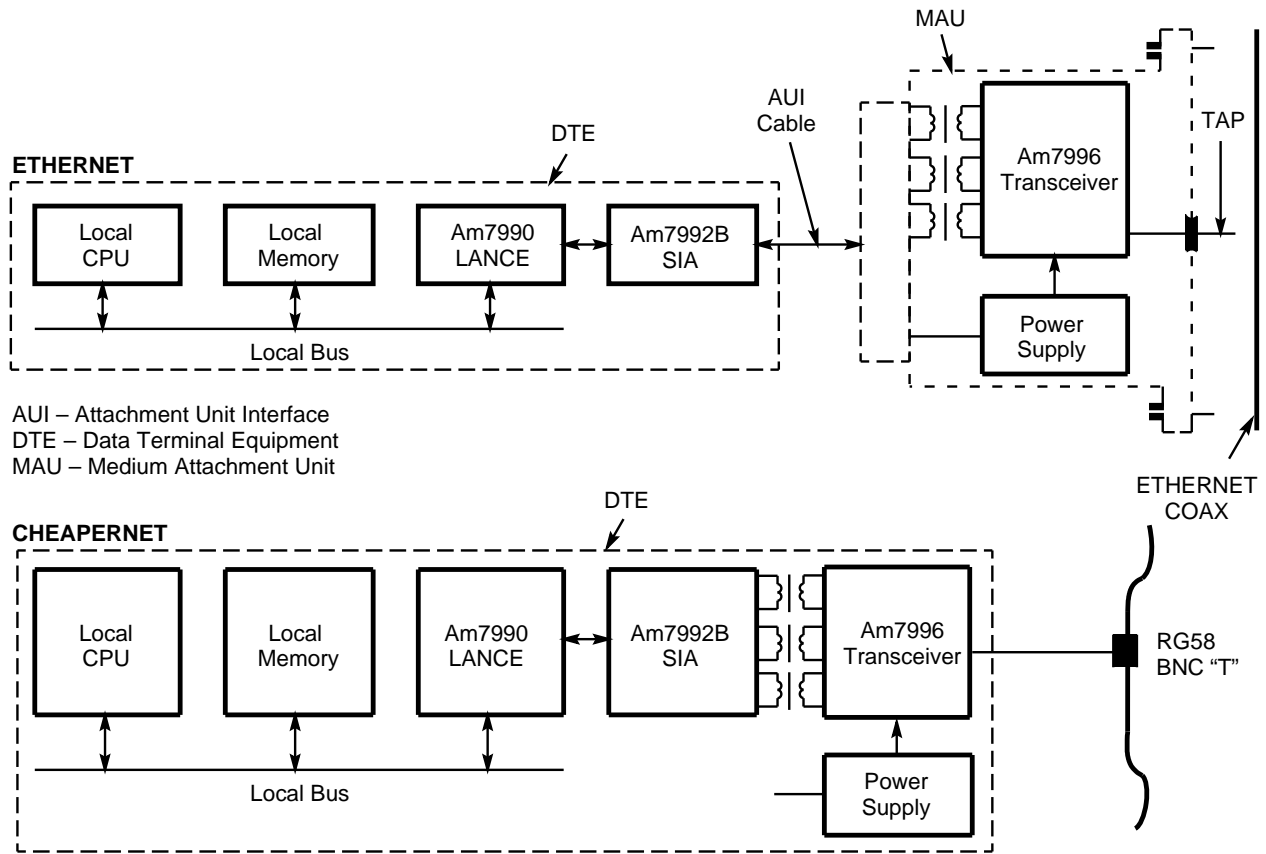 MAU
AUI
Cable
DTE
TAP
ETHERNET
Am7996
Transceiver
Local
CPU
Local
Memory
Am7990
LANCE
Am7992B
SIA
Power
Supply
Local Bus
AUI – Attachment Unit Interface
DTE – Data Terminal Equipment
MAU – Medium Attachment Unit
ETHERNET
COAX
DTE
CHEAPERNET
Local
CPU
Local
Memory
Am7990
LANCE
Am7992B
SIA
Am7996
Transceiver
RG58
BNC “T”
Local Bus
Power
Supply